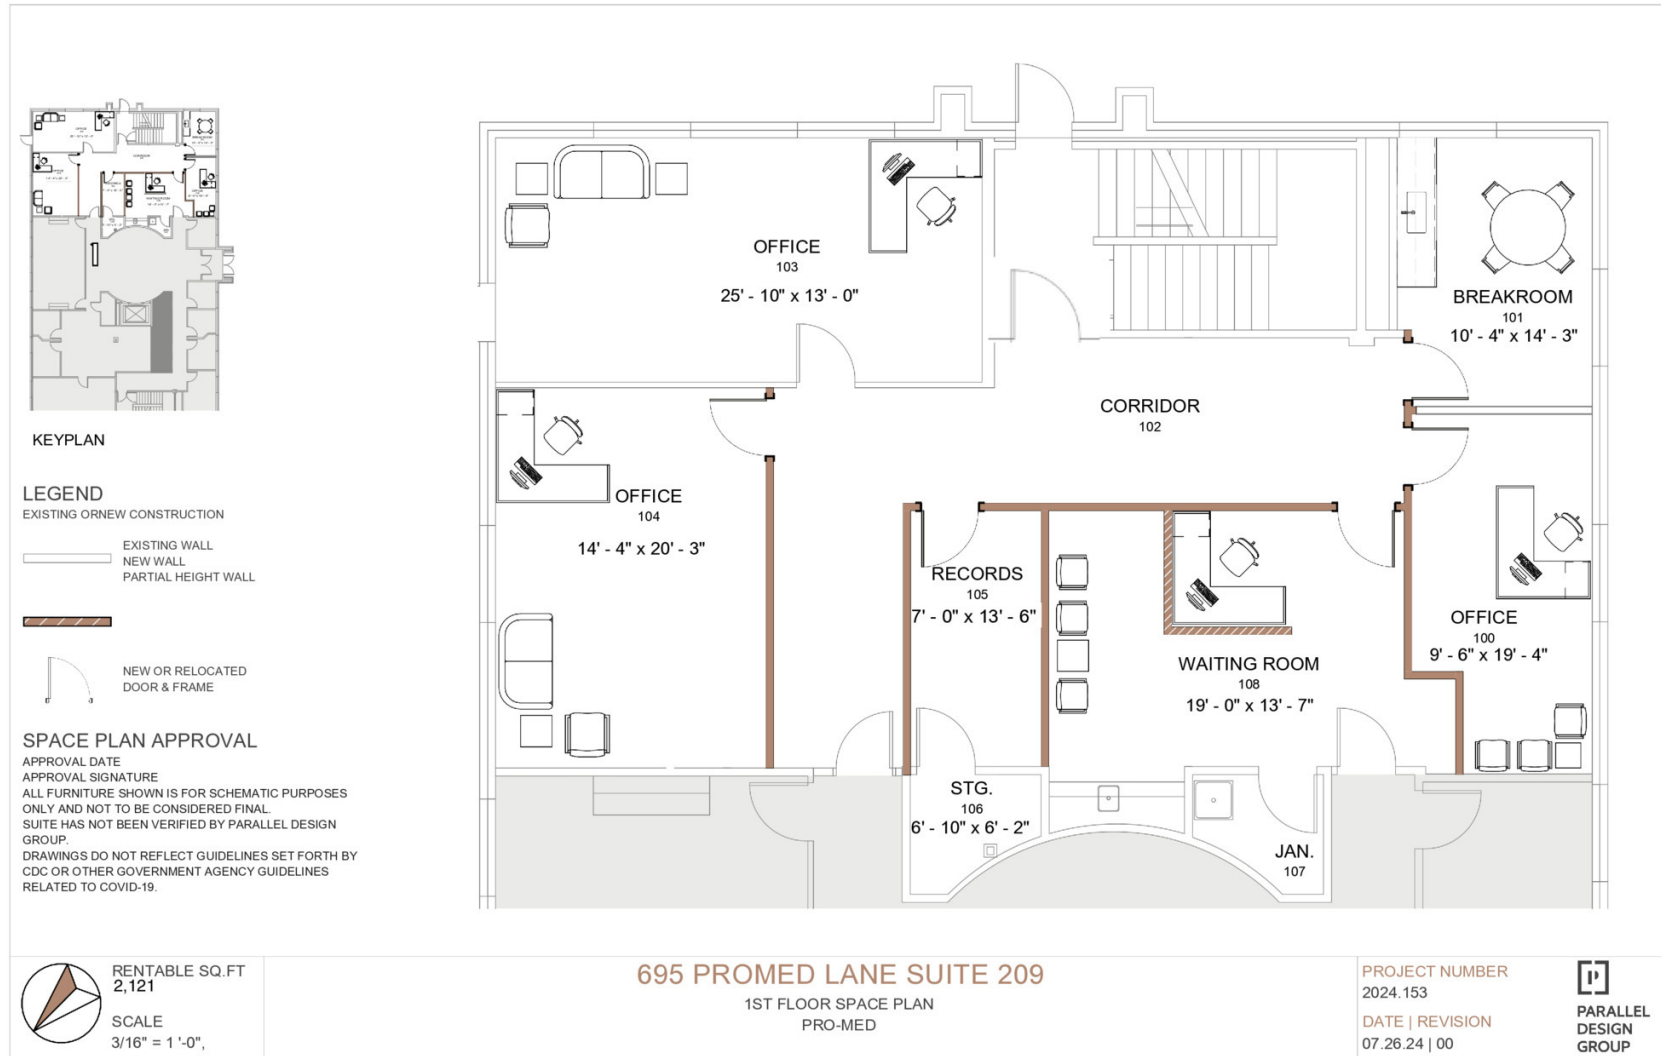 KEYPLAN
LEGEND
EXISTING ORNEW CONSTRUCTION
EXISTING WALL
NEW WALL
PARTIAL HEIGHT WALL
NEW OR RELOCATED
DOOR & FRAME
SPACE PLAN APPROVAL
APPROVAL DATE
APPROVAL SIGNATURE
ALL FURNITURE SHOWN IS FOR SCHEMATIC PURPOSES
ONLY AND NOT TO BE CONSIDERED FINAL.
SUITE HAS NOT BEEN VERIFIED BY PARALLEL DESIGN
GROUP.
DRAWINGS DO NOT REFLECT GUIDELINES SET FORTH BY
CDC OR OTHER GOVERNMENT AGENCY GUIDELINES
RELATED TO COVID-19.
OFFICE
103
25' - 10" x 13' - 0"
BREAKROOM
101
10' - 4" x 14' - 3"
CORRIDOR
102
OFFICE
104
14' - 4" x 20' - 3"
RECORDS
105
7' - 0" x 13' - 6"
WAITING ROOM
108
19' - 0" x 13' - 7"
OFFICE
100
9' - 6" x 19' - 4"
STG.
106
6' - 10" x 6' - 2"
JAN.
107
RENTABLE SQ.FT
2,121
SCALE
3/16" = 1 '-0",
695 PROMED LANE SUITE 209
1ST FLOOR SPACE PLAN
PRO-MED
PROJECT NUMBER
2024.153
DATE | REVISION
07.26.24 | 00
PARALLEL
DESIGN
GROUP